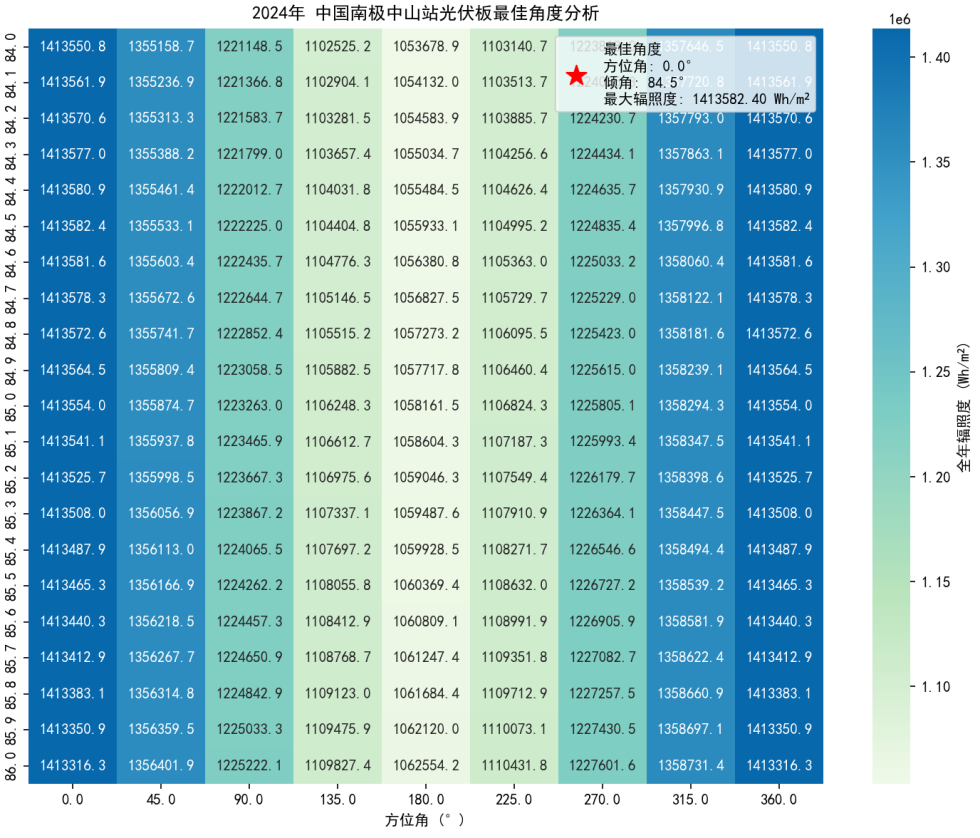 2024年 中国南极中山站光伏板最佳角度分析
1e6
84.0 1413550.8 1355158.7 1221148.5 1102525.2 1053678.9 1103140.7 1357646.5 1413550.8
84.1 1413561.9 1355236.9 1221366.8 1102904.1 1054132.0 1103513.7 1413561.9
84.2 1413570.6 1355313.3 1221583.7 1103281.5 1054583.9 1103885.7 1224230.7 1357793.0 1413570.6
84.3 1413577.0 1355388.2 1221799.0 1103657.4 1055034.7 1104256.6 1224434.1 1357863.1 1413577.0
84.4 1413580.9 1355461.4 1222012.7 1104031.8 1055484.5 1104626.4 1224635.7 1357930.9 1413580.9
84.5 1413582.4 1355533.1 1222225.0 1104404.8 1055933.1 1104995.2 1224835.4 1357996.8 1413582.4
84.6 1413581.6 1355603.4 1222435.7 1104776.3 1056380.8 1105363.0 1225033.2 1358060.4 1413581.6
84.7 1413578.3 1355672.6 1222644.7 1105146.5 1056827.5 1105729.7 1225229.0 1358122.1 1413578.3
84.8 1413572.6 1355741.7 1222852.4 1105515.2 1057273.2 1106095.5 1225423.0 1358181.6 1413572.6
84.9 1413564.5 1355809.4 1223058.5 1105882.5 1057717.8 1106460.4 1225615.0 1358239.1 1413564.5
85.0 1413554.0 1355874.7 1223263.0 1106248.3 1058161.5 1106824.3 1225805.1 1358294.3 1413554.0
85.1 1413541.1 1355937.8 1223465.9 1106612.7 1058604.3 1107187.3 1225993.4 1358347.5 1413541.1
85.2 1413525.7 1355998.5 1223667.3 1106975.6 1059046.3 1107549.4 1226179.7 1358398.6 1413525.7
85.3 1413508.0 1356056.9 1223867.2 1107337.1 1059487.6 1107910.9 1226364.1 1358447.5 1413508.0
85.4 1413487.9 1356113.0 1224065.5 1107697.2 1059928.5 1108271.7 1226546.6 1358494.4 1413487.9
85.5 1413465.3 1356166.9 1224262.2 1108055.8 1060369.4 1108632.0 1226727.2 1358539.2 1413465.3
85.6 1413440.3 1356218.5 1224457.3 1108412.9 1060809.1 1108991.9 1226905.9 1358581.9 1413440.3
85.7 1413412.9 1356267.7 1224650.9 1108768.7 1061247.4 1109351.8 1227082.7 1358622.4 1413412.9
85.8 1413383.1 1356314.8 1224842.9 1109123.0 1061684.4 1109712.9 1227257.5 1358660.9 1413383.1
85.9 1413350.9 1356359.5 1225033.3 1109475.9 1062120.0 1110073.1 1227430.5 1358697.1 1413350.9
86.0 1413316.3 1356401.9 1225222.1 1109827.4 1062554.2 1110431.8 1227601.6 1358731.4 1413316.3
0.0 45.0 90.0 135.0 180.0 225.0 270.0 315.0 360.0
方位角 (°)
最佳角度
方位角: 0.0°
倾角: 84.5°
最大辐照度: 1413582.40 Wh/m²
1.40
1.35
1.30
1.25
1.20
1.15
1.10
全年辐照度 (Wh/m²)